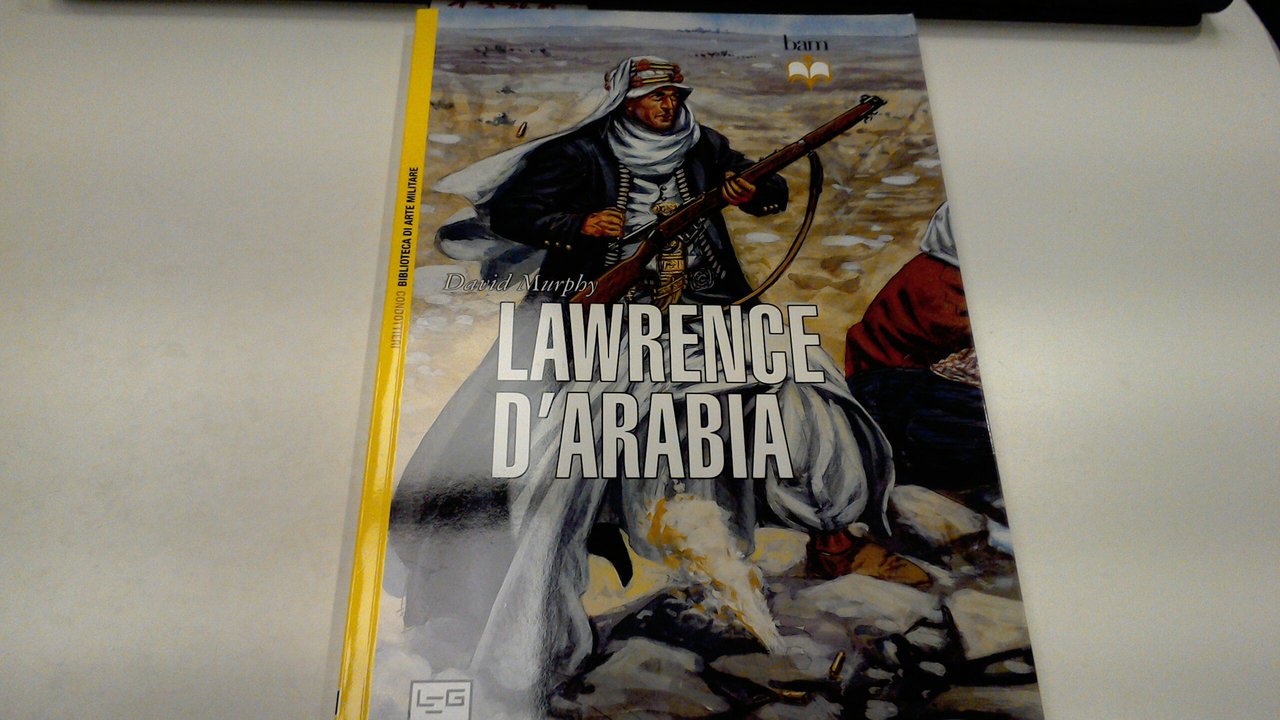 bam
BIBLIOTECA DI ARTE MILITARE
CONDOTTIERI
David Murphy
LAWRENCE
D'ARABIA
LEG